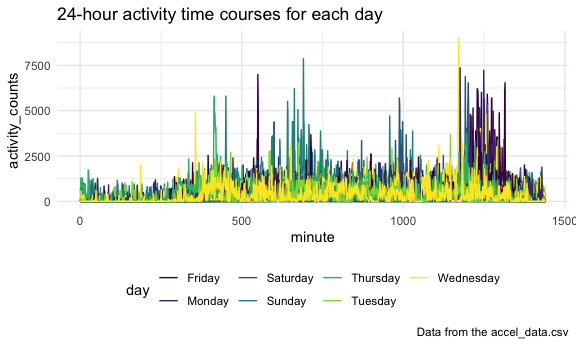 24-hour activity time courses for each day
activity_counts
7500
5000
2500
0
0 500 1000 1500
minute
day
Friday Saturday Thursday Wednesday
Monday Sunday Tuesday
Data from the accel_data.csv